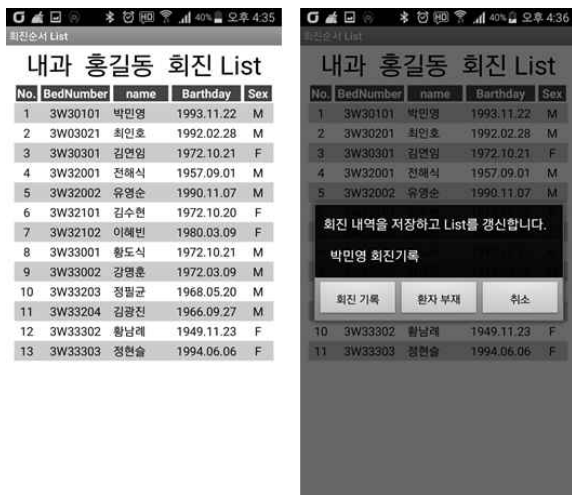 HD 40% 오후 4:35
회진순서 List
내과 홍길동 회진 List
No. BedNumber name Barthday Sex
1 3W30101 박민영 1993.11.22 M
2 3W03021 최인호 1992.02.28 M
3 3W30301 김연임 1972.10.21 F
4 3W32001 전해식 1957.09.01 M
5 3W32002 유영순 1990.11.07 M
6 3W32101 김수현 1972.10.20 F
7 3W32102 이혜빈 1980.03.09 F
8 3W33001 황도식 1972.10.21 M
9 3W33002 강명훈 1972.03.09 M
10 3W33203 정필균 1968.05.20 M
11 3W33204 김광진 1966.09.27 M
12 3W33302 황남례 1949.11.23 F
13 3W33303 정현슬 1994.06.06 F
HD 40% 오후 4:36
회진순서 List
내과 홍길동 회진 List
No. BedNumber name Barthday Sex
1 3W30101 박민영 1993.11.22 M
2 3W30201 최인호 1992.02.28 M
3 3W30301 김연임 1972.10.21 F
4 3W32001 전해식 1957.09.01 M
5 3W32002 유영순 1990.11.07 M
회진 내역을 저장하고 List를 갱신합니다.
박민영 회진기록
회진 기록 환자 부재 취소
10 3W33302 황남례 1949.11.23 F
11 3W33303 정현슬 1994.06.06 F